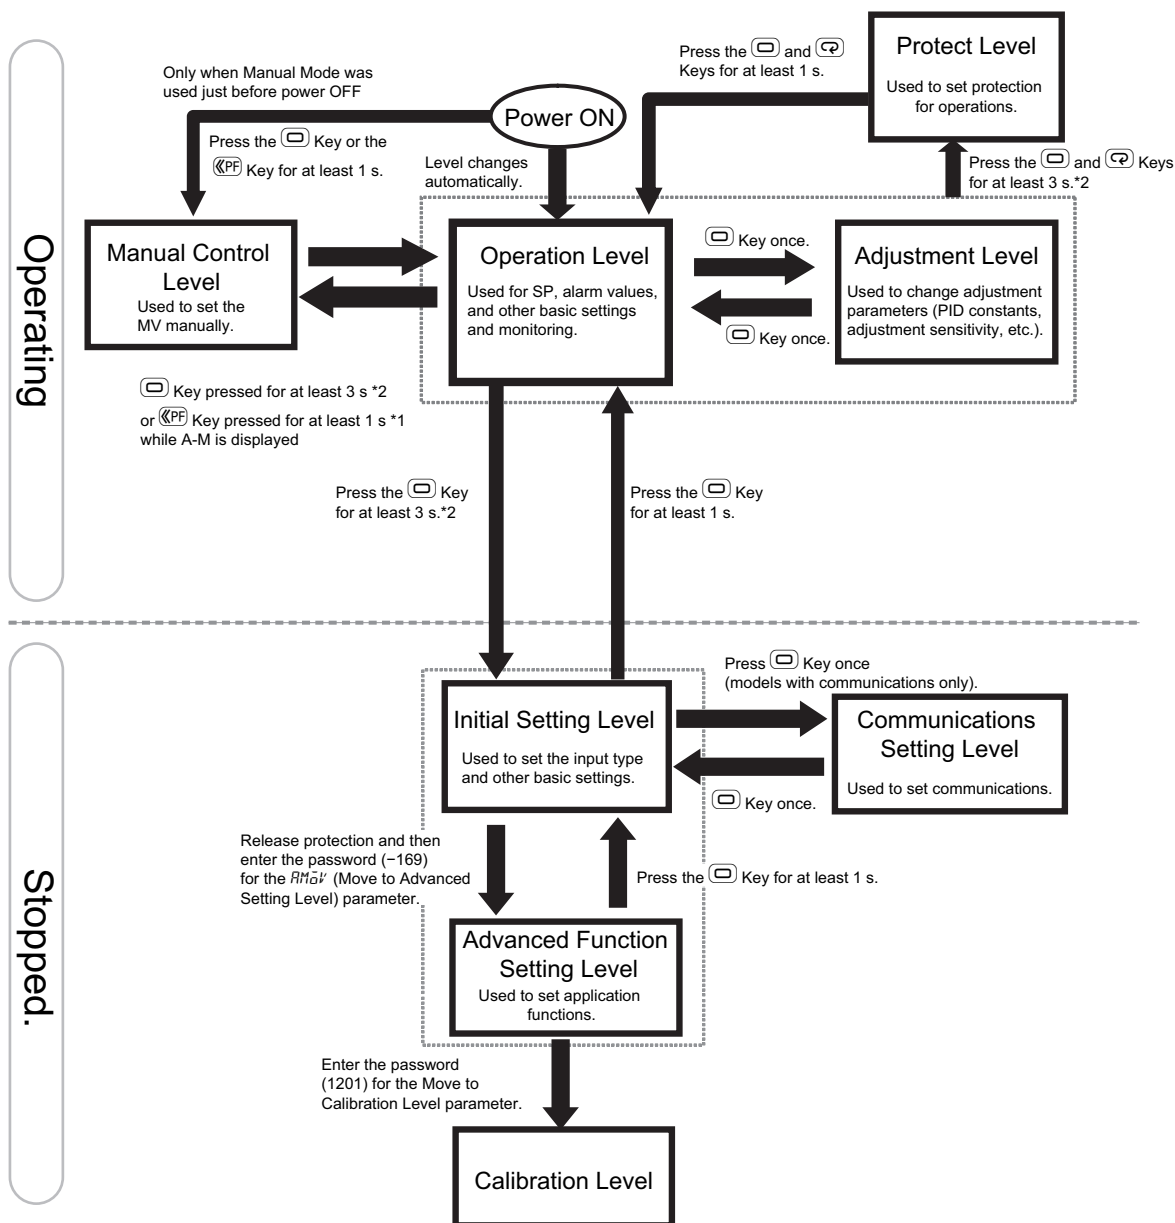 Operating
Only when Manual Mode was
used just before power OFF
Press the Key or the
PF Key for at least 1 s.
Power ON
Level changes
automatically.
Press the and
Keys for at least 1 s.
Protect Level
Used to set protection
for operations.
Press the and Keys
for at least 3 s.*2
Manual Control
Level
Used to set the
MV manually.
Operation Level
Used for SP, alarm values,
and other basic settings
and monitoring.
Key once.
Key once.
Adjustment Level
Used to change adjustment
parameters (PID constants,
adjustment sensitivity, etc.).
Key pressed for at least 3 s *2
or PF Key pressed for at least 1 s *1
while A-M is displayed
Press the Key
for at least 3 s.*2
Press the Key
for at least 1 s.
Stopped.
Initial Setting Level
Used to set the input type
and other basic settings.
Press Key once
(models with communications only).
Key once.
Communications
Setting Level
Used to set communications.
Release protection and then
enter the password (−169)
for the AMoV (Move to Advanced
Setting Level) parameter.
Press the Key for at least 1 s.
Advanced Function
Setting Level
Used to set application
functions.
Enter the password
(1201) for the Move to
Calibration Level parameter.
Calibration Level